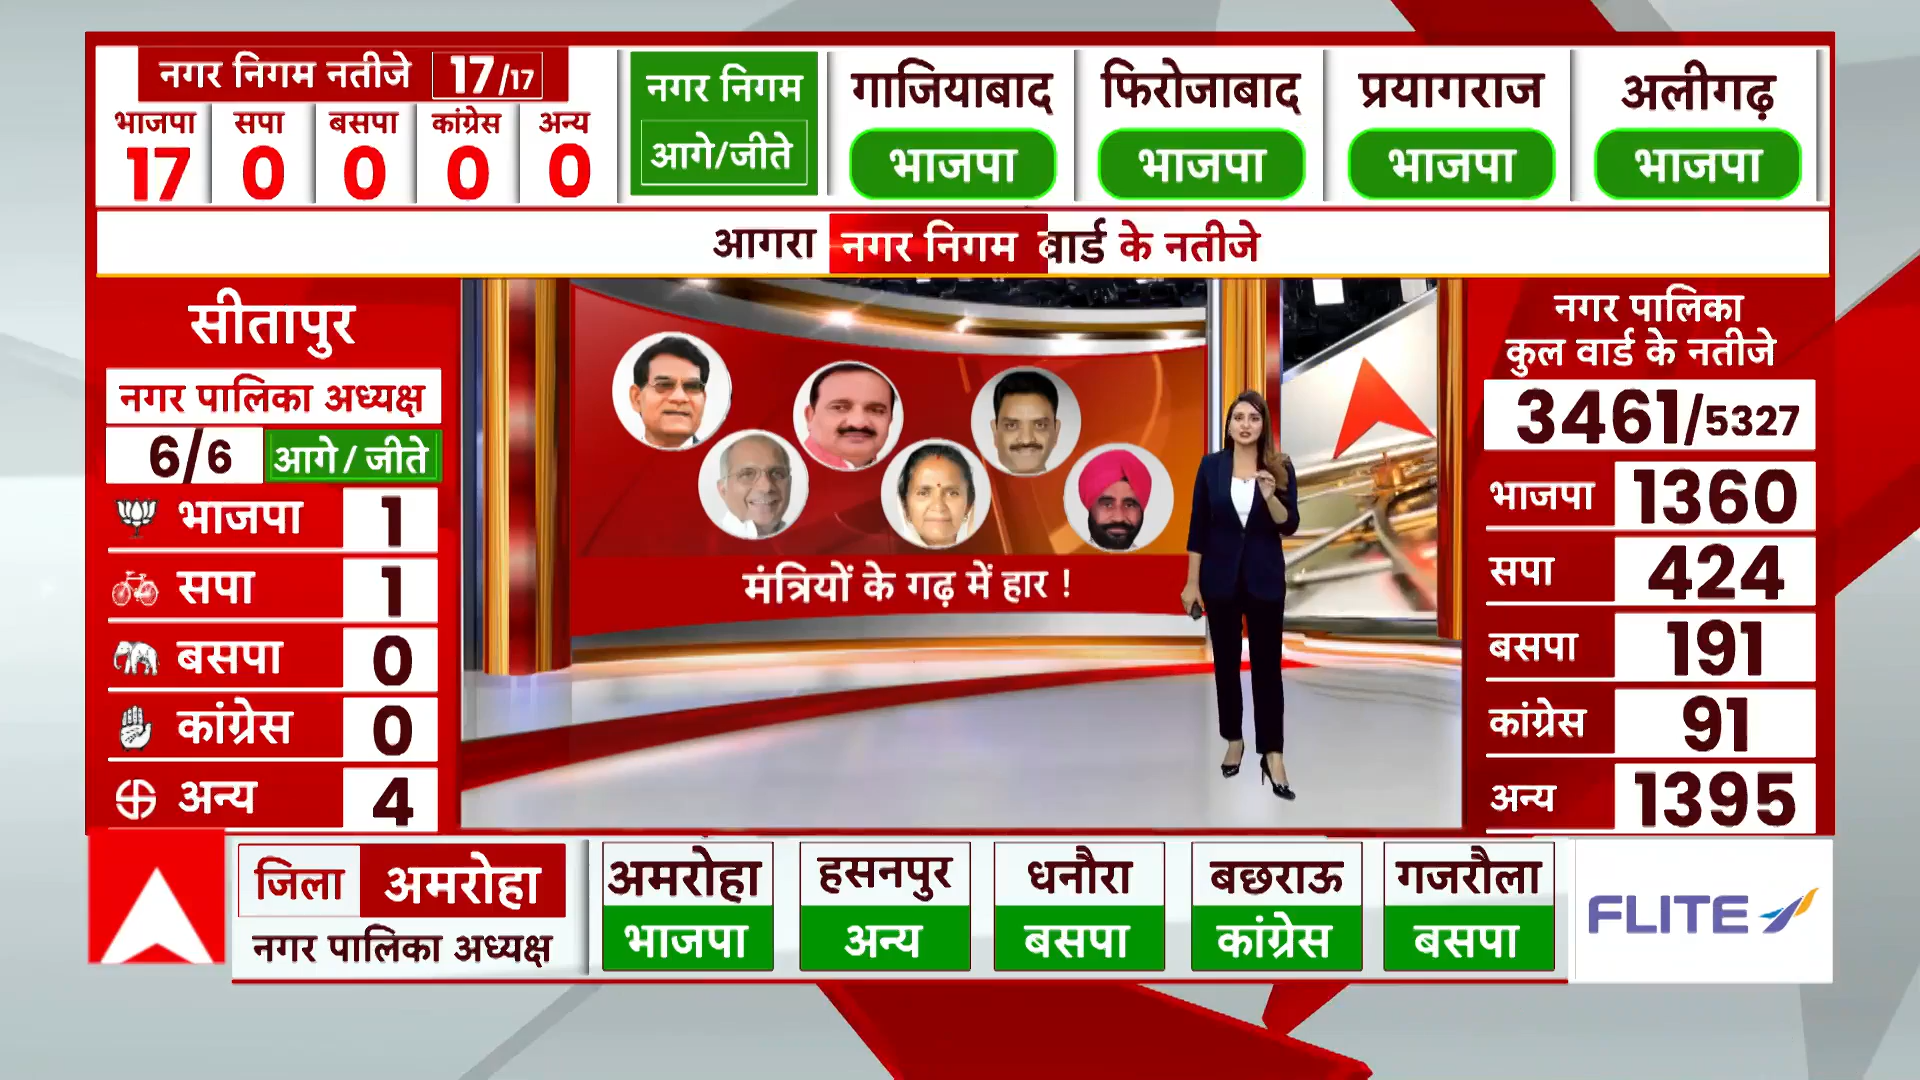 नगर निगम नतीजे 17/17
भाजपा सपा बसपा कांग्रेस अन्य
17 0 0 0 0
नगर निगम
आगे/जीते
गाजियाबाद फिरोजाबाद प्रयागराज अलीगढ़
भाजपा भाजपा भाजपा भाजपा
आगरा नगर निगम वार्ड के नतीजे
सीतापुर
नगर पालिका अध्यक्ष
6/6 आगे/जीते
भाजपा 1
सपा 1
बसपा 0
कांग्रेस 0
अन्य 4
मंत्रियों के गढ़ में हार !
नगर पालिका
कुल वार्ड के नतीजे
3461/5327
भाजपा 1360
सपा 424
बसपा 191
कांग्रेस 91
अन्य 1395
जिला अमरोहा
नगर पालिका अध्यक्ष
अमरोहा हसनपुर धनौरा बछराऊ गजरौला
भाजपा अन्य बसपा कांग्रेस बसपा
FLITE